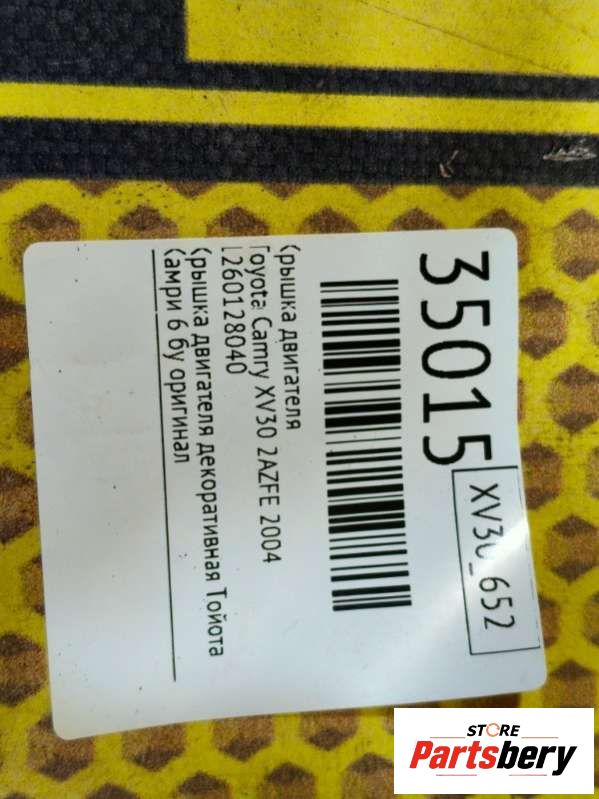 35015
XV30_652
Крышка двигателя
Toyota Camry XV30 2AZFE 2004
1260128040
Крышка двигателя декоративная Тойота
Камри 6 бу оригинал
STORE
Partsbery